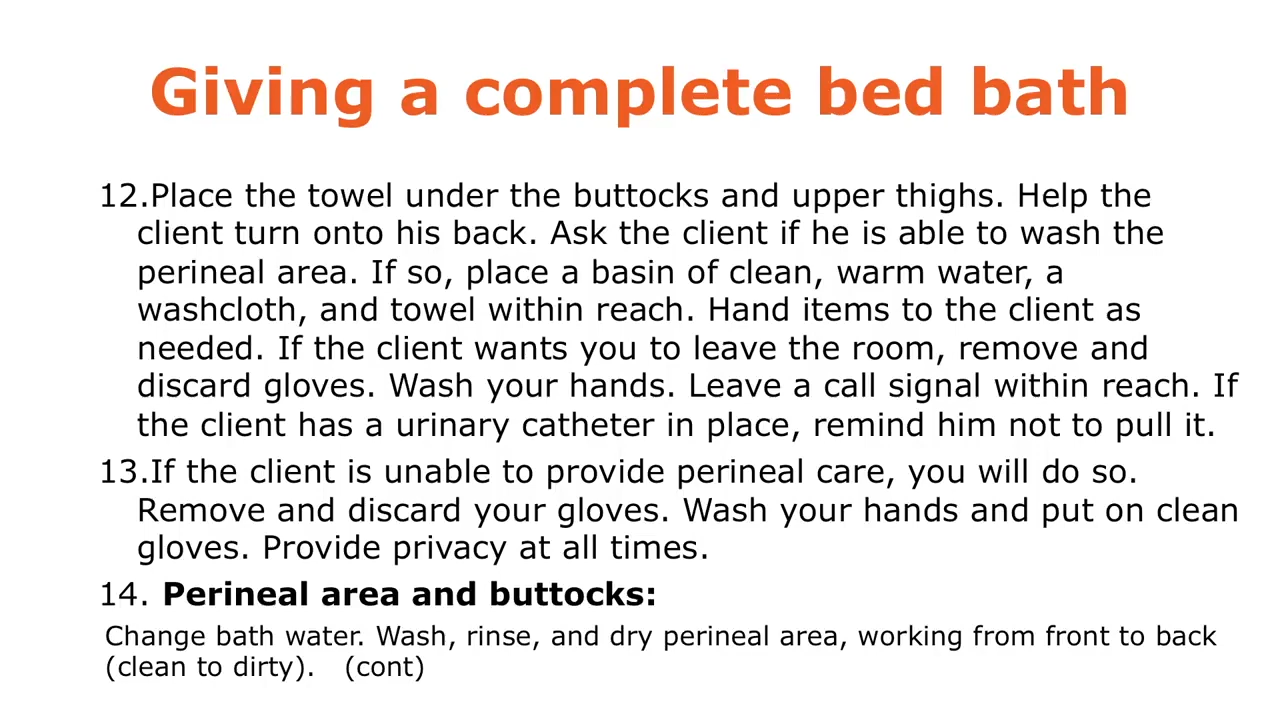 Giving a complete bed bath
12.Place the towel under the buttocks and upper thighs. Help the
client turn onto his back. Ask the client if he is able to wash the
perineal area. If so, place a basin of clean, warm water, a
washcloth, and towel within reach. Hand items to the client as
needed. If the client wants you to leave the room, remove and
discard gloves. Wash your hands. Leave a call signal within reach. If
the client has a urinary catheter in place, remind him not to pull it.
13.If the client is unable to provide perineal care, you will do so.
Remove and discard your gloves. Wash your hands and put on clean
gloves. Provide privacy at all times.
14. Perineal area and buttocks:
Change bath water. Wash, rinse, and dry perineal area, working from front to back
(clean to dirty). (cont)